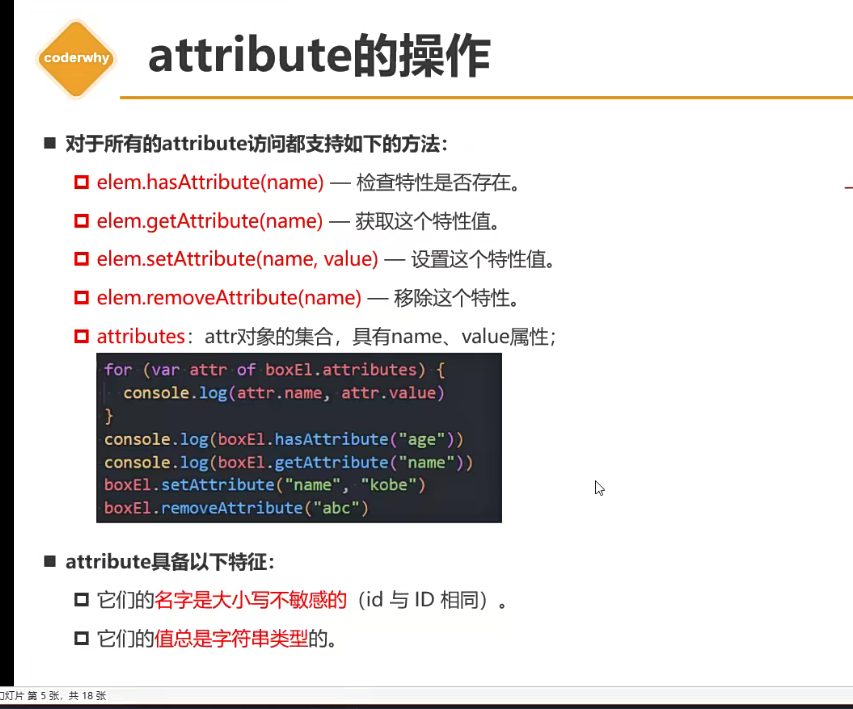 coderwhy
attribute的操作
对于所有的attribute访问都支持如下的方法：
elem.hasAttribute(name) — 检查特性是否存在。
elem.getAttribute(name) — 获取这个特性值。
elem.setAttribute(name, value) — 设置这个特性值。
elem.removeAttribute(name) — 移除这个特性。
attributes：attr对象的集合，具有name、value属性；
for (var attr of boxEl.attributes) {
  console.log(attr.name, attr.value)
}
console.log(boxEl.hasAttribute("age"))
console.log(boxEl.getAttribute("name"))
boxEl.setAttribute("name", "kobe")
boxEl.removeAttribute("abc")
attribute具备以下特征：
它们的名字是大小写不敏感的（id 与 ID 相同）。
它们的值总是字符串类型的。
灯片 第 5 张，共 18 张